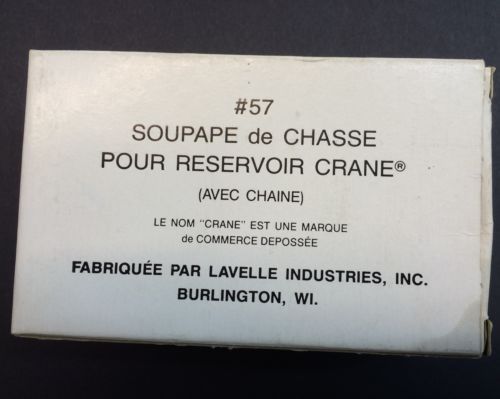 #57
SOUPAPE de CHASSE
POUR RESERVOIR CRANE®
(AVEC CHAINE)
LE NOM "CRANE" EST UNE MARQUE
de COMMERCE DEPOSSÉE
FABRIQUÉE PAR LAVELLE INDUSTRIES, INC.
BURLINGTON, WI.